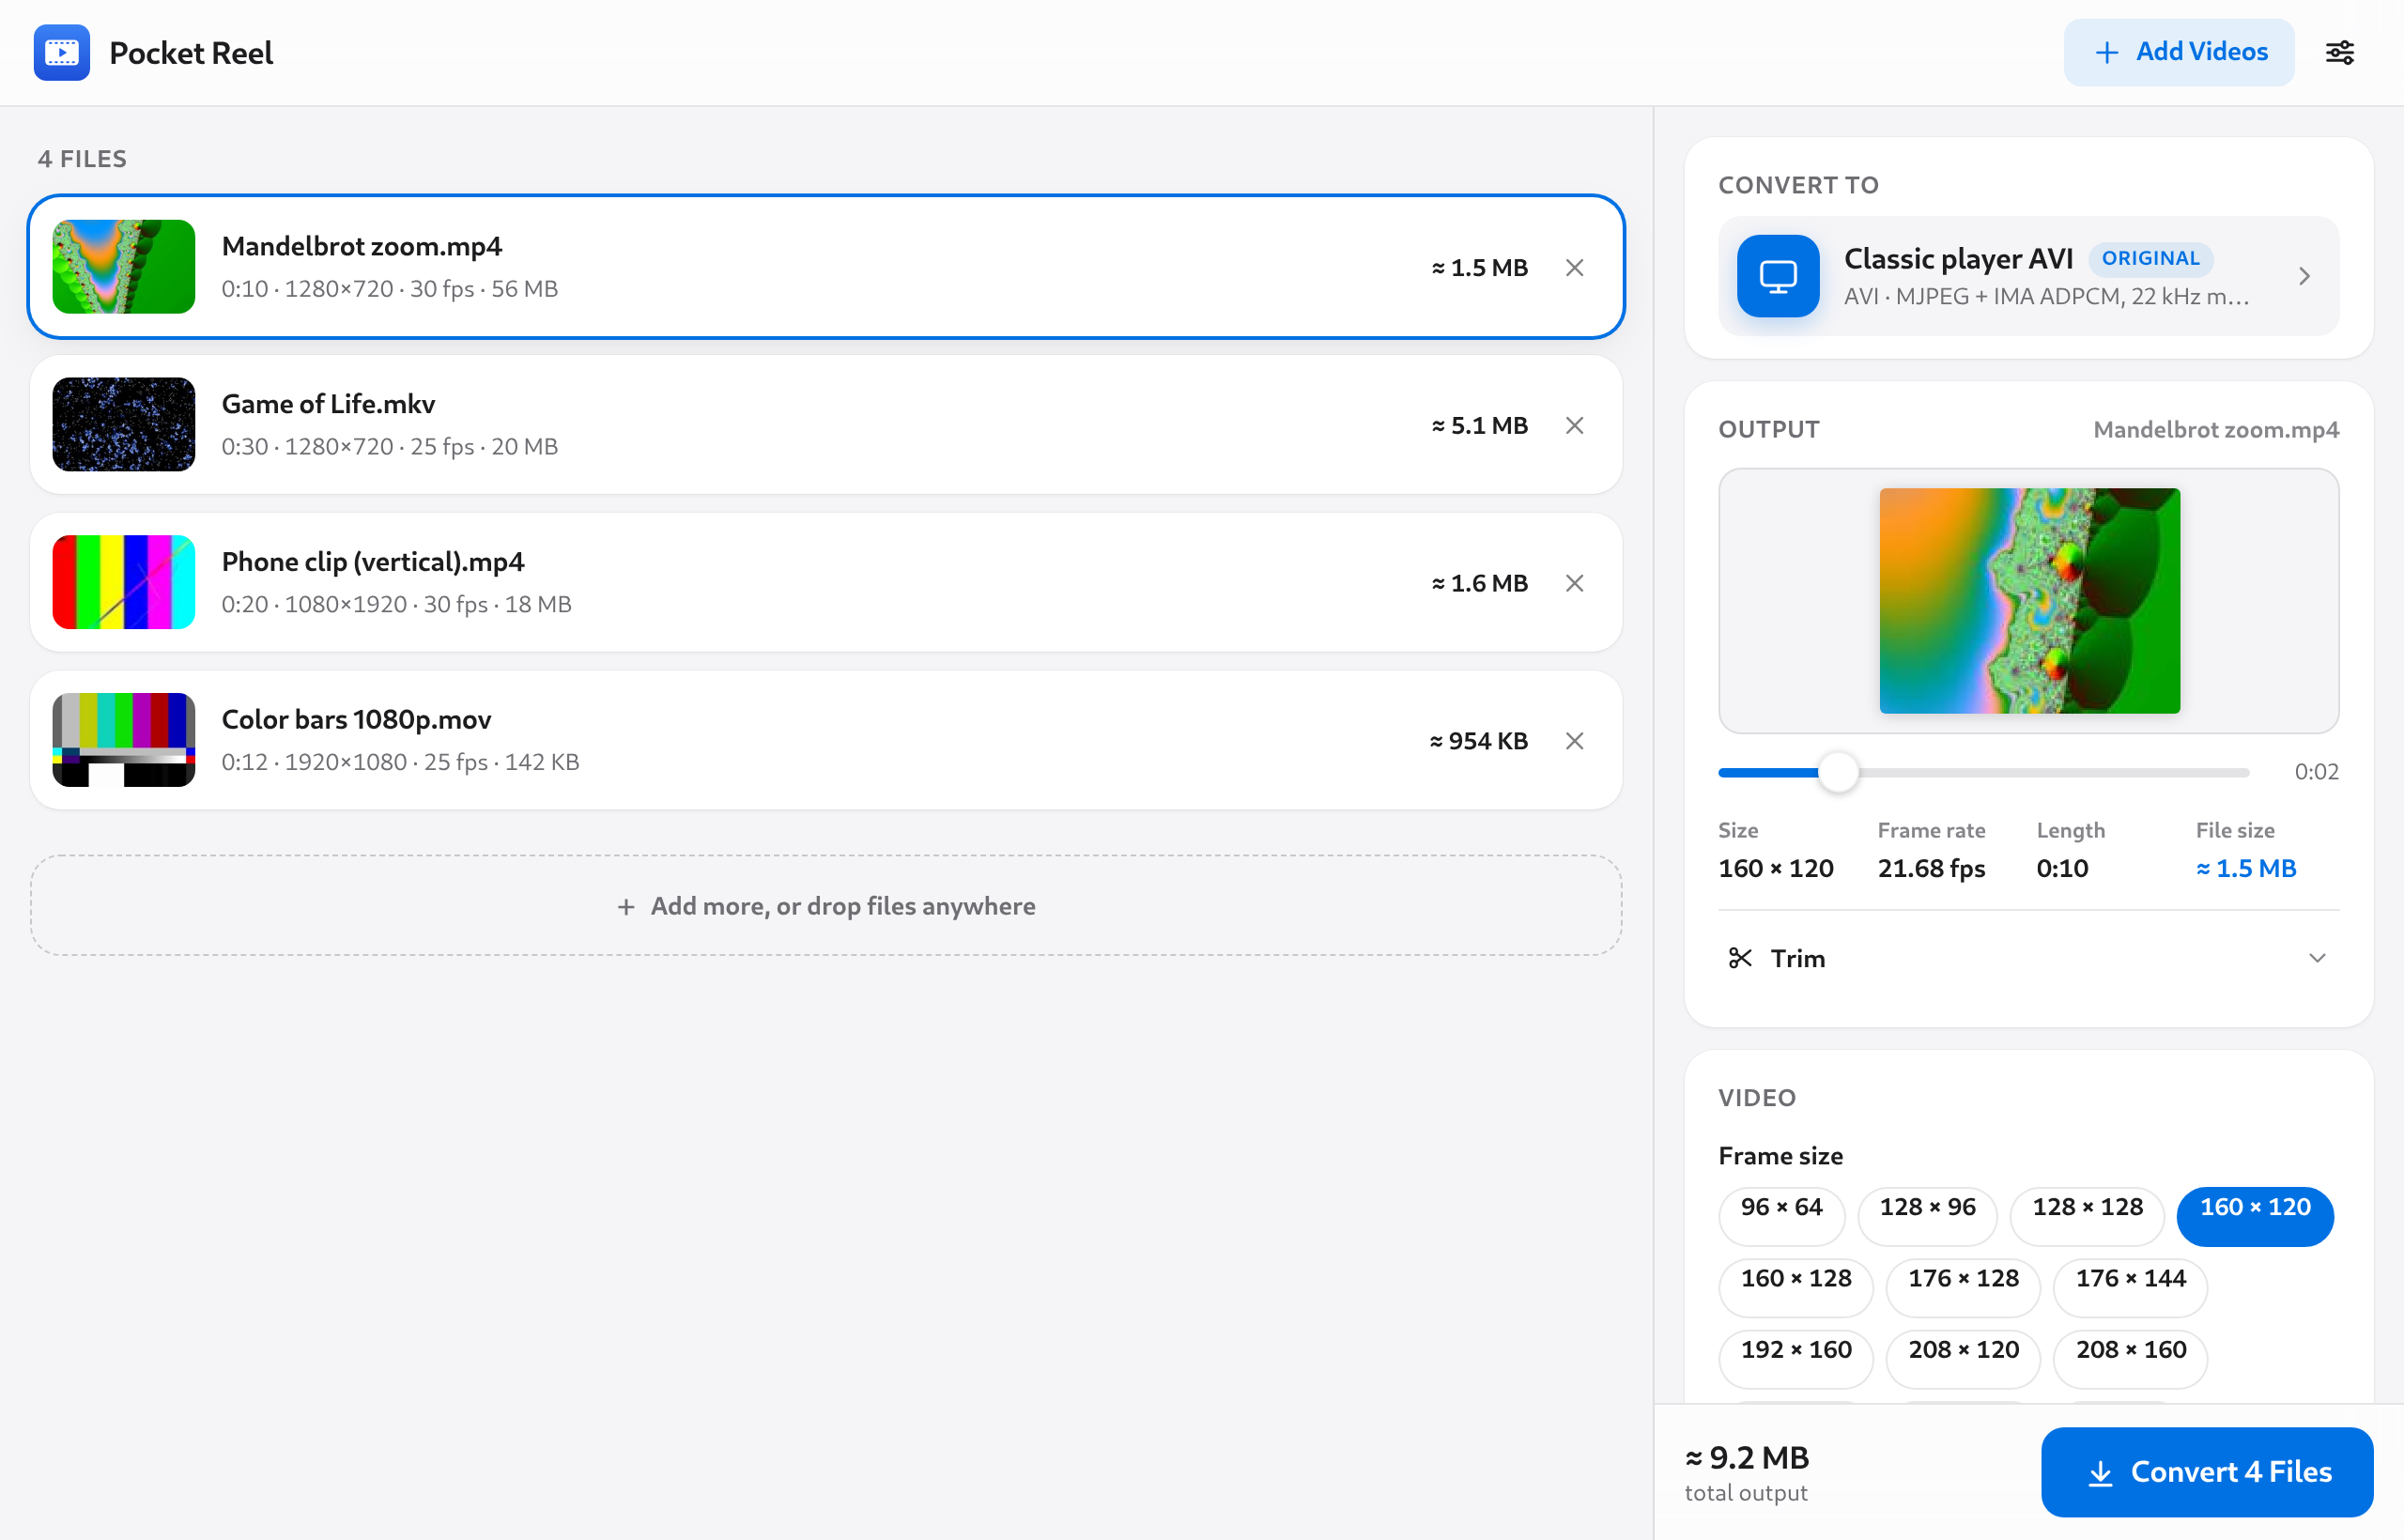 Pocket Reel
Add Videos
4 FILES
Mandelbrot zoom.mp4
0:10 · 1280×720 · 30 fps · 56 MB
≈ 1.5 MB
Game of Life.mkv
0:30 · 1280×720 · 25 fps · 20 MB
≈ 5.1 MB
Phone clip (vertical).mp4
0:20 · 1080×1920 · 30 fps · 18 MB
≈ 1.6 MB
Color bars 1080p.mov
0:12 · 1920×1080 · 25 fps · 142 KB
≈ 954 KB
Add more, or drop files anywhere
CONVERT TO
Classic player AVI ORIGINAL
AVI · MJPEG + IMA ADPCM, 22 kHz m…
OUTPUT Mandelbrot zoom.mp4
0:02
Size Frame rate Length File size
160 × 120 21.68 fps 0:10 ≈ 1.5 MB
Trim
VIDEO
Frame size
96 × 64 128 × 96 128 × 128 160 × 120
160 × 128 176 × 128 176 × 144
192 × 160 208 × 120 208 × 160
≈ 9.2 MB
total output
Convert 4 Files